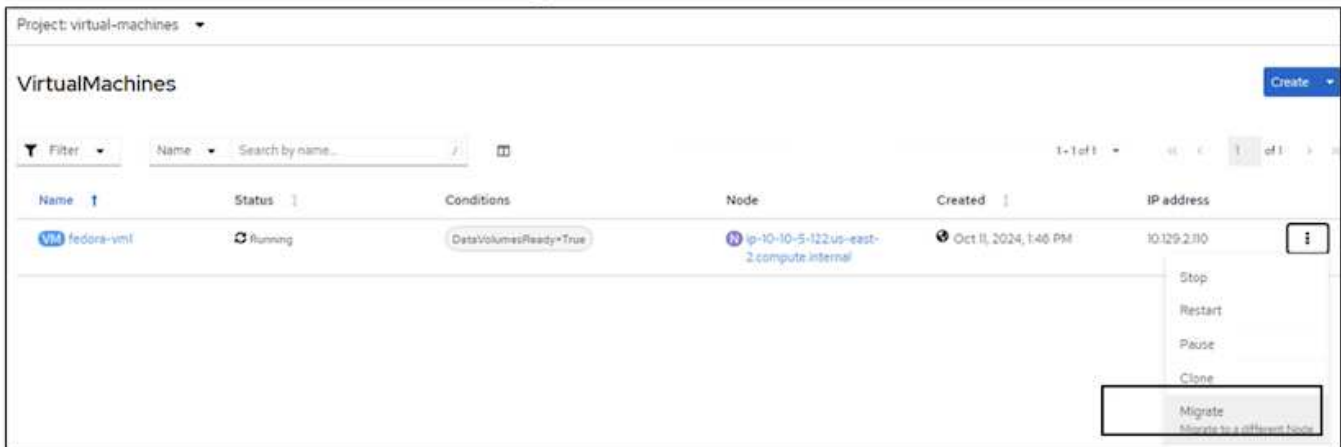 Project: virtual-machines
VirtualMachines
Create
Filter
Name
Search by name...
/
1-1 of 1
1 of 1
Name
Status
Conditions
Node
Created
IP address
VM fedora-vm1
Running
DataVolumesReady=True
N ip-10-10-5-122.us-east-
2.compute.internal
Oct 11, 2024, 1:46 PM
10.129.2.110
Stop
Restart
Pause
Clone
Migrate
Migrate to a different Node